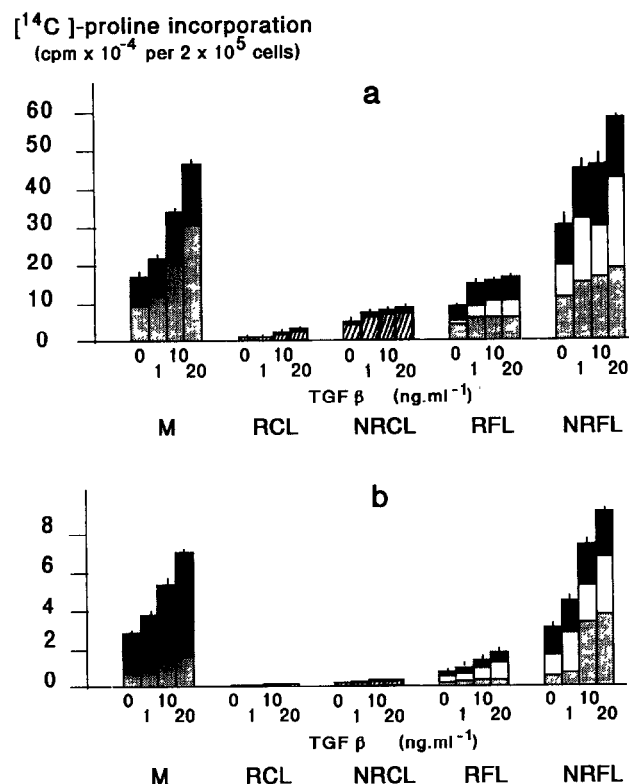 [¹⁴C ]-proline incorporation
(cpm x 10⁻⁴ per 2 x 10⁵ cells)
a
60
50
40
30
20
10
0
0 10 0 10 0 10 0 10 0 10
1 20 1 20 1 20 1 20 1 20
TGF β (ng.ml⁻¹)
M RCL NRCL RFL NRFL
b
8
6
4
2
0
0 10 0 10 0 10 0 10 0 10
1 20 1 20 1 20 1 20 1 20
TGF β (ng.ml⁻¹)
M RCL NRCL RFL NRFL